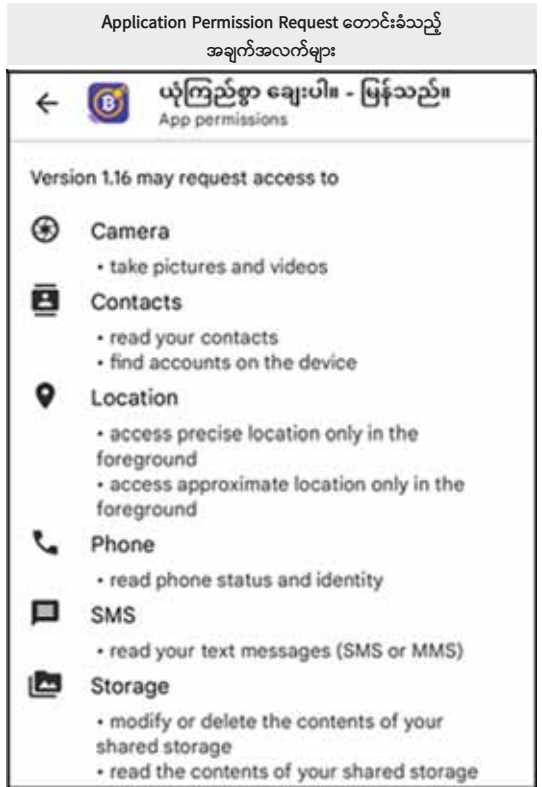 Application Permission Request တောင်းခံသည့်
အချက်အလက်များ
ယုံကြည်စွာ ချေးပါ။ - မြန်သည်။
App permissions
Version 1.16 may request access to
Camera
• take pictures and videos
Contacts
• read your contacts
• find accounts on the device
Location
• access precise location only in the
foreground
• access approximate location only in the
foreground
Phone
• read phone status and identity
SMS
• read your text messages (SMS or MMS)
Storage
• modify or delete the contents of your
shared storage
• read the contents of your shared storage